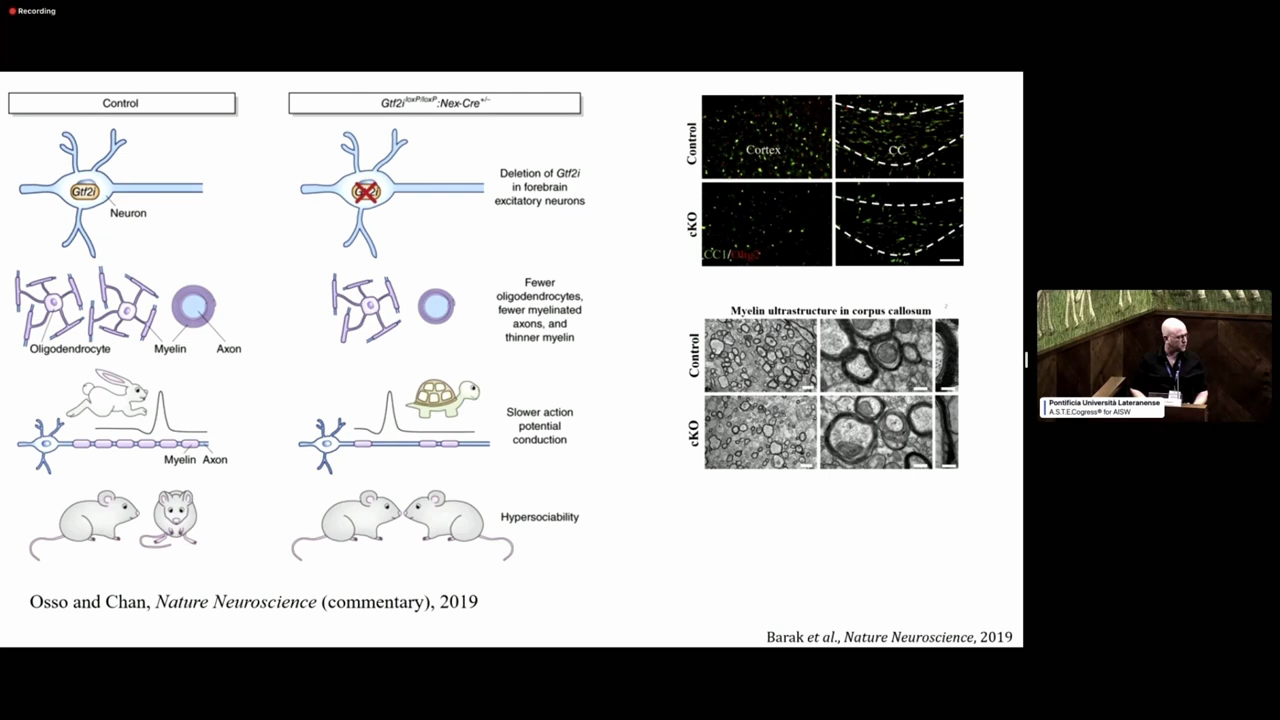 Recording
Control
Gtf2i loxP/loxP:Nex-Cre+/−
Gtf2i
Neuron
Deletion of Gtf2i
in forebrain
excitatory neurons
Oligodendrocyte
Myelin
Axon
Fewer
oligodendrocytes,
fewer myelinated
axons, and
thinner myelin
Myelin Axon
Slower action
potential
conduction
Hypersociability
Osso and Chan, Nature Neuroscience (commentary), 2019
Control
Cortex
CC
cKO
CC1/Olig2
Myelin ultrastructure in corpus callosum
Control
cKO
Barak et al., Nature Neuroscience, 2019
Pontificia Università Lateranense
A.S.T.E.Cogress® for AISW